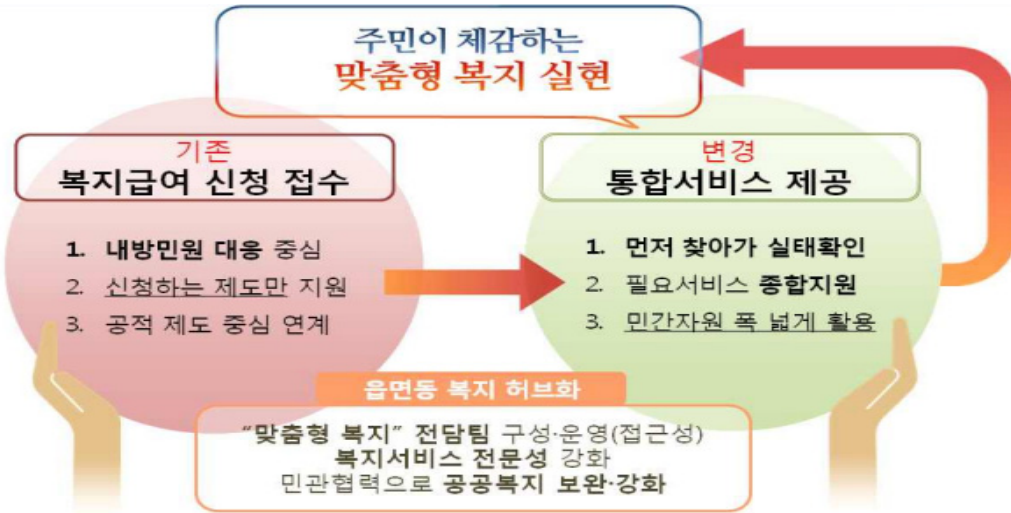 주민이 체감하는
맞춤형 복지 실현
기존
복지급여 신청 접수
1. 내방민원 대응 중심
2. 신청하는 제도만 지원
3. 공적 제도 중심 연계
변경
통합서비스 제공
1. 먼저 찾아가 실태확인
2. 필요서비스 종합지원
3. 민간자원 폭 넓게 활용
읍면동 복지 허브화
“맞춤형 복지” 전담팀 구성·운영(접근성)
복지서비스 전문성 강화
민관협력으로 공공복지 보완·강화